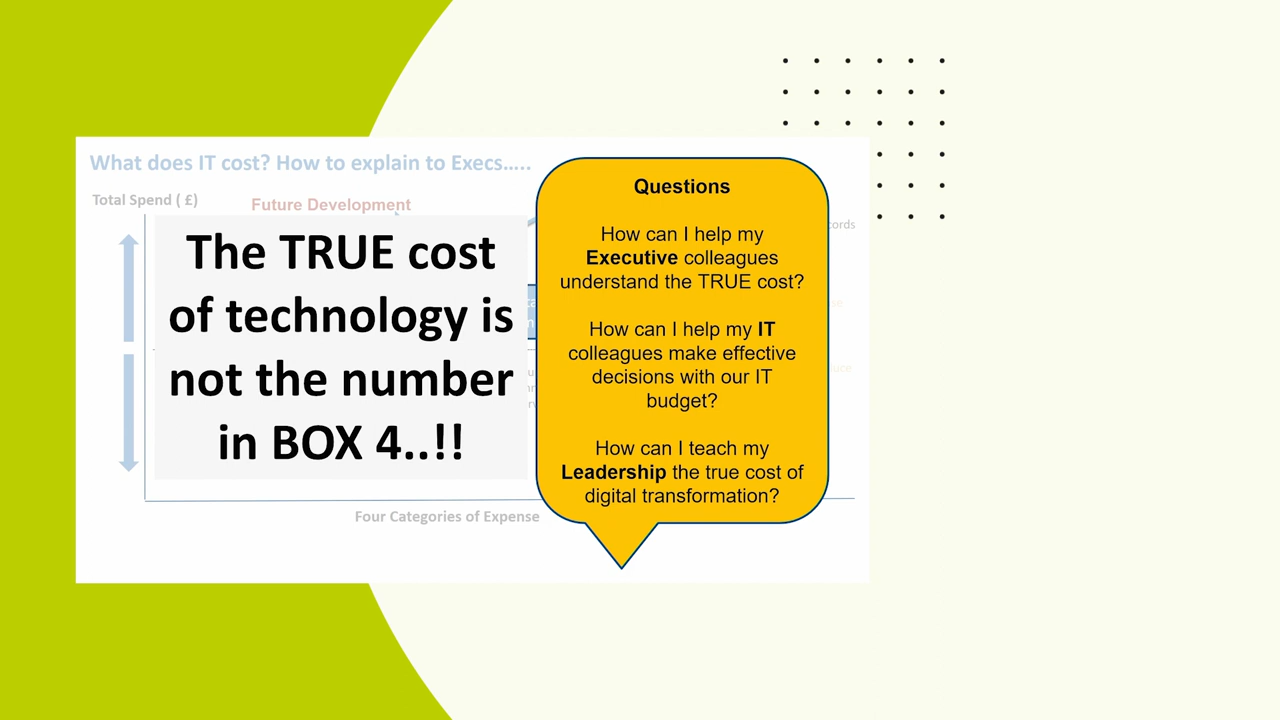 What does IT cost? How to explain to Execs…..
Total Spend ( £)
Future Development
The TRUE cost
of technology is
not the number
in BOX 4..!!
Four Categories of Expense
Questions
How can I help my
Executive colleagues
understand the TRUE cost?
How can I help my IT
colleagues make effective
decisions with our IT
budget?
How can I teach my
Leadership the true cost of
digital transformation?